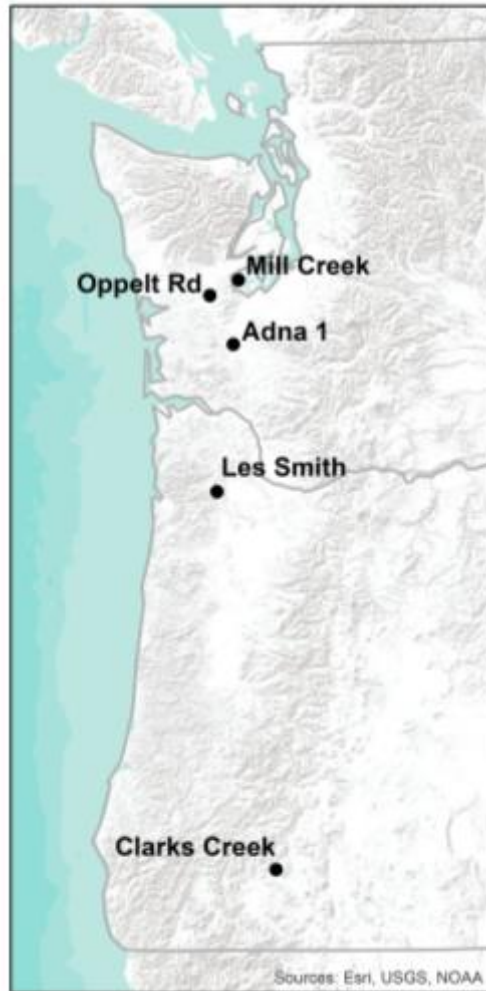 Mill Creek
Oppelt Rd
Adna 1
Les Smith
Clarks Creek
Sources: Esri, USGS, NOAA